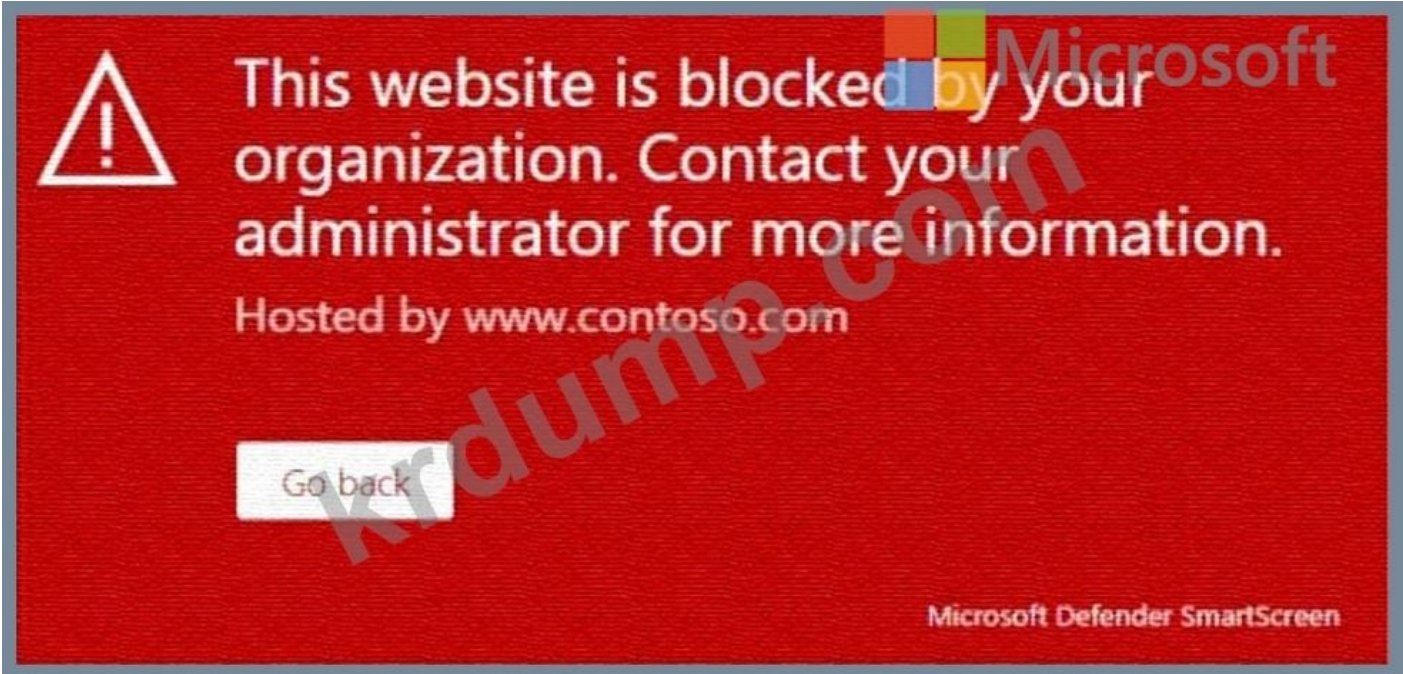 Microsoft
This website is blocked by your
organization. Contact your
administrator for more information.
Hosted by www.contoso.com
Go back
krdump.com
Microsoft Defender SmartScreen